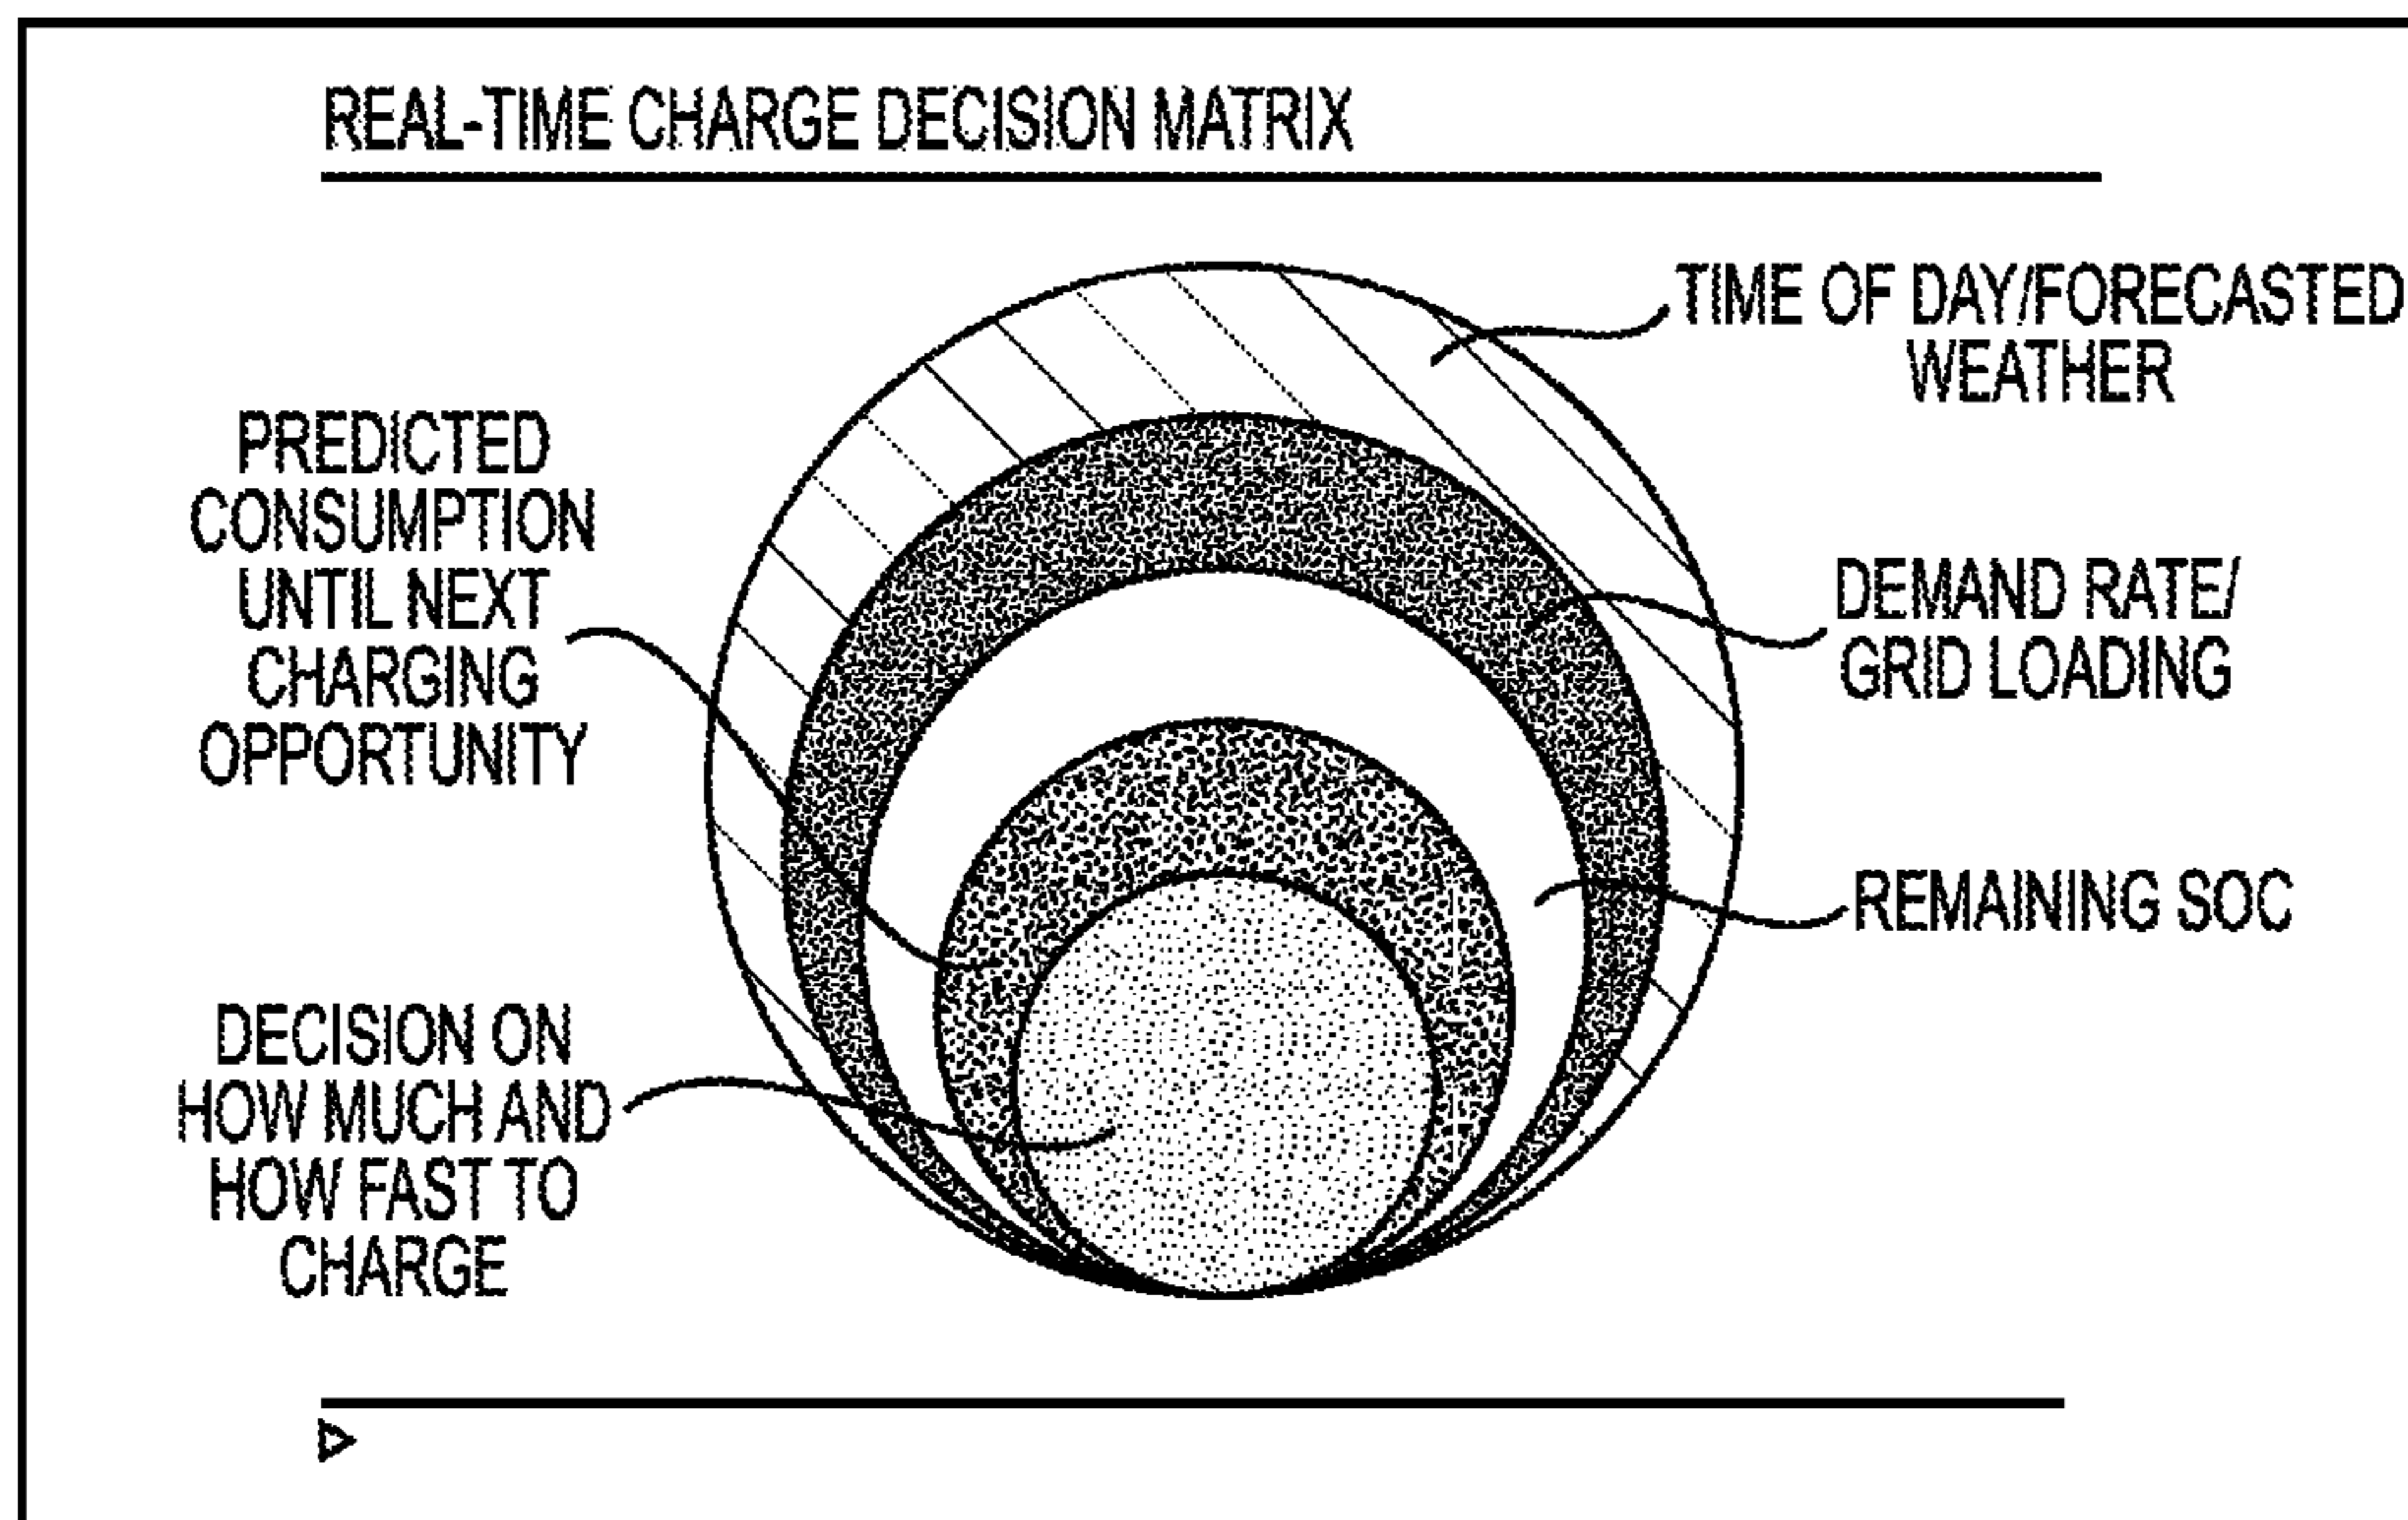 REAL-TIME CHARGE DECISION MATRIX
TIME OF DAY/FORECASTED
WEATHER
PREDICTED
CONSUMPTION
UNTIL NEXT
CHARGING
OPPORTUNITY
DEMAND RATE/
GRID LOADING
REMAINING SOC
DECISION ON
HOW MUCH AND
HOW FAST TO
CHARGE